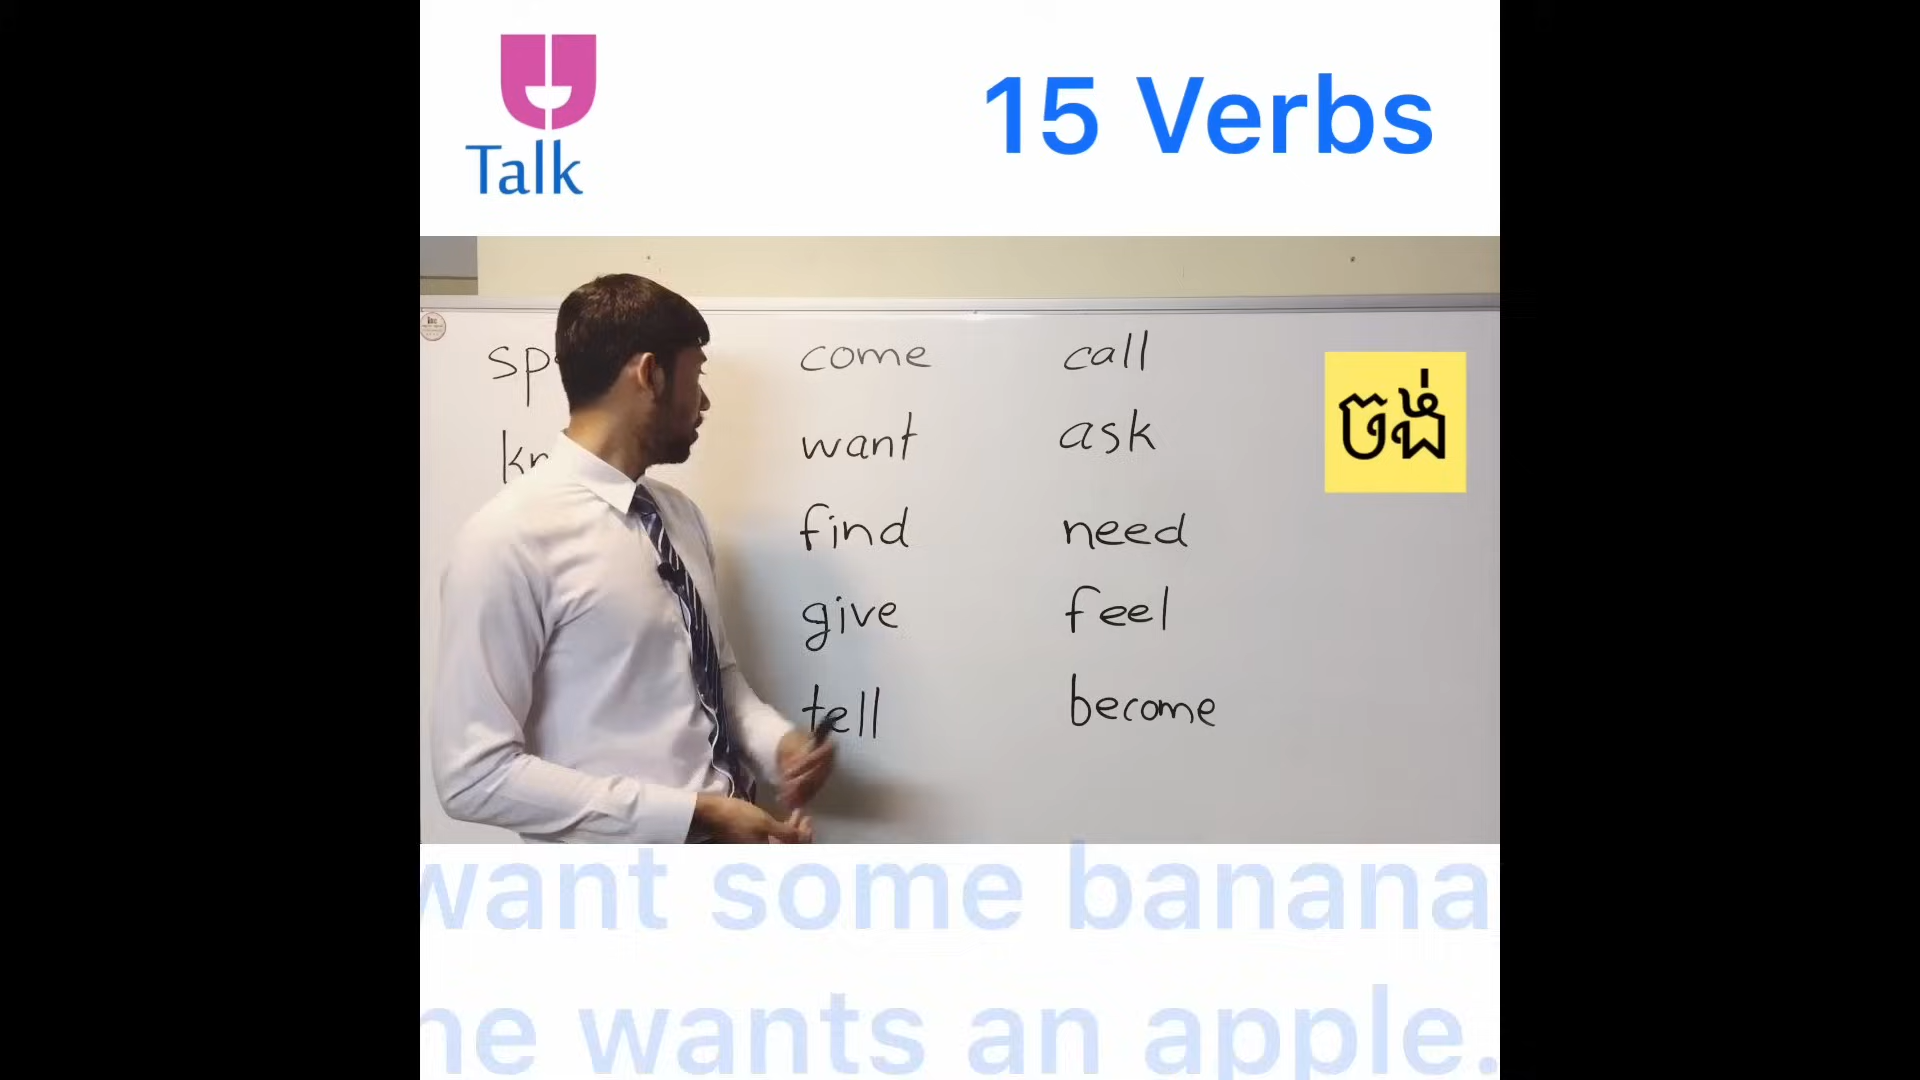 Talk
15 Verbs
come call
want ask
find need
give feel
tell become
ចង់
want some banana
wants an apple.